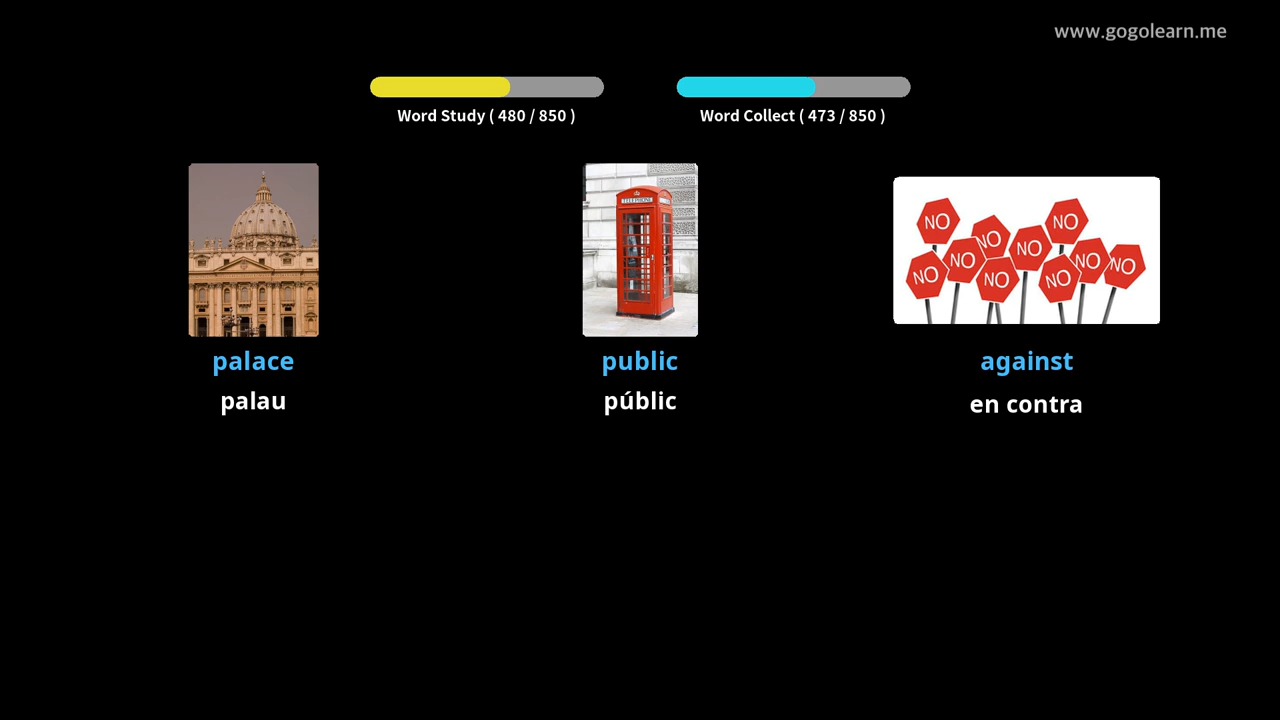 www.gogolearn.me
Word Study ( 480 / 850 )
Word Collect ( 473 / 850 )
TELEPHONE
NO
NO
NO
NO
NO
NO
NO
NO
NO
NO
palace
public
against
palau
públic
en contra